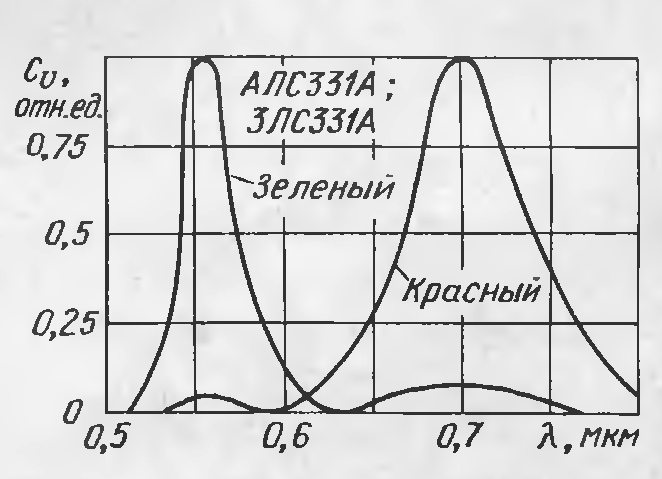 Cυ,
отн.ед.
АЛС331А;
3ЛС331А
0,75
Зеленый
0,5
Красный
0,25
0
0,5
0,6
0,7
λ, мкм